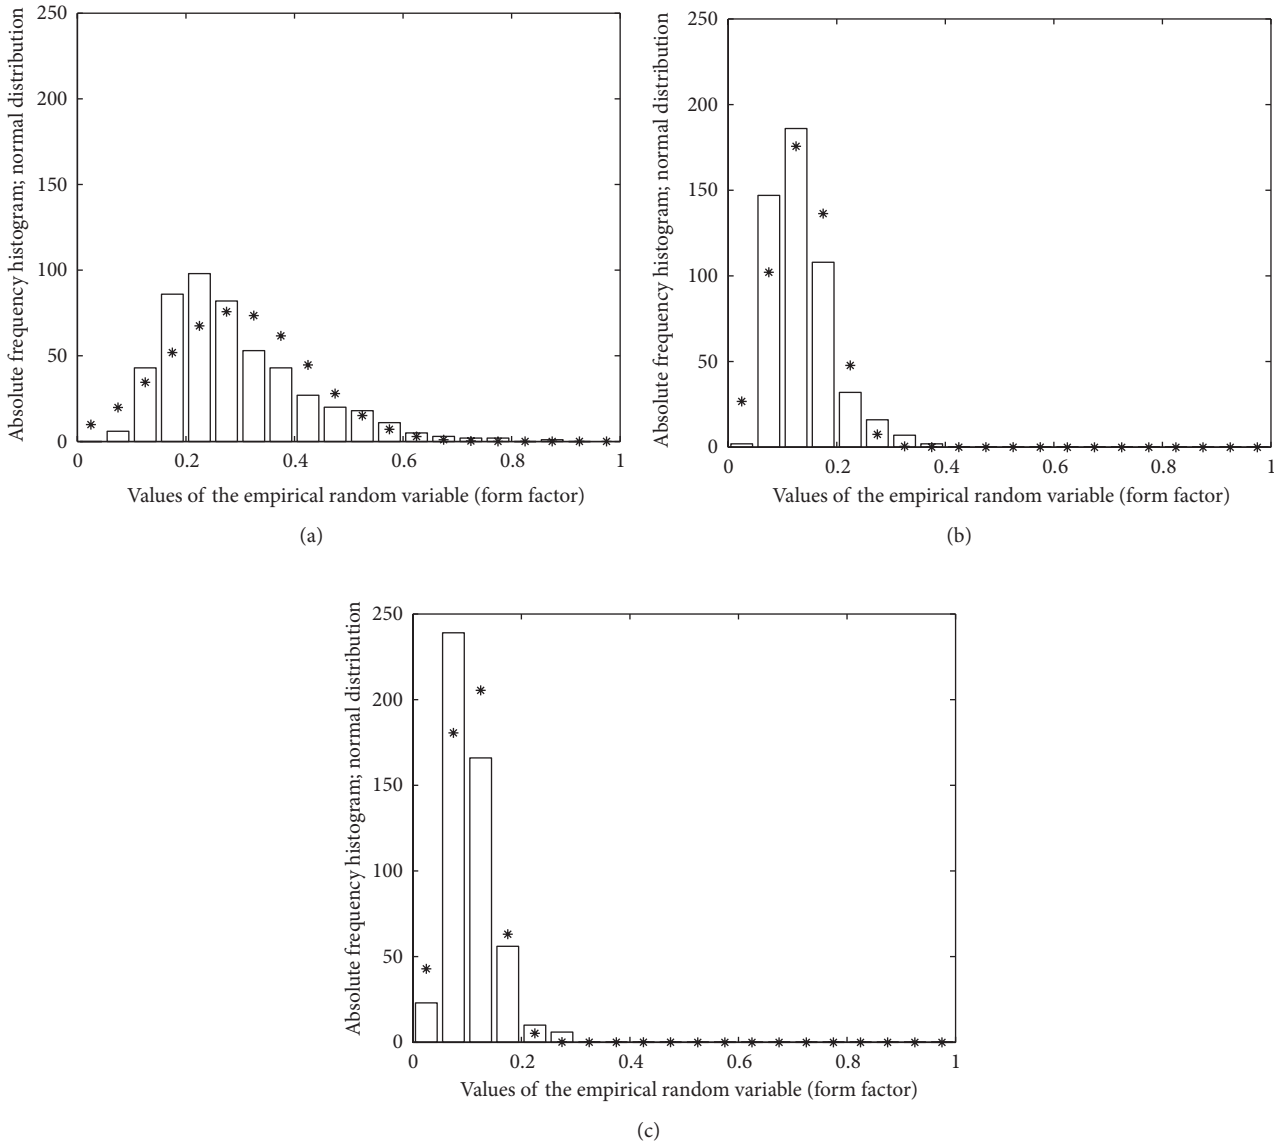 Absolute frequency histogram; normal distribution
250
200
150
100
50
0
0 0.2 0.4 0.6 0.8 1
Values of the empirical random variable (form factor)
(a)
Absolute frequency histogram; normal distribution
250
200
150
100
50
0
0 0.2 0.4 0.6 0.8 1
Values of the empirical random variable (form factor)
(b)
Absolute frequency histogram; normal distribution
250
200
150
100
50
0
0 0.2 0.4 0.6 0.8 1
Values of the empirical random variable (form factor)
(c)